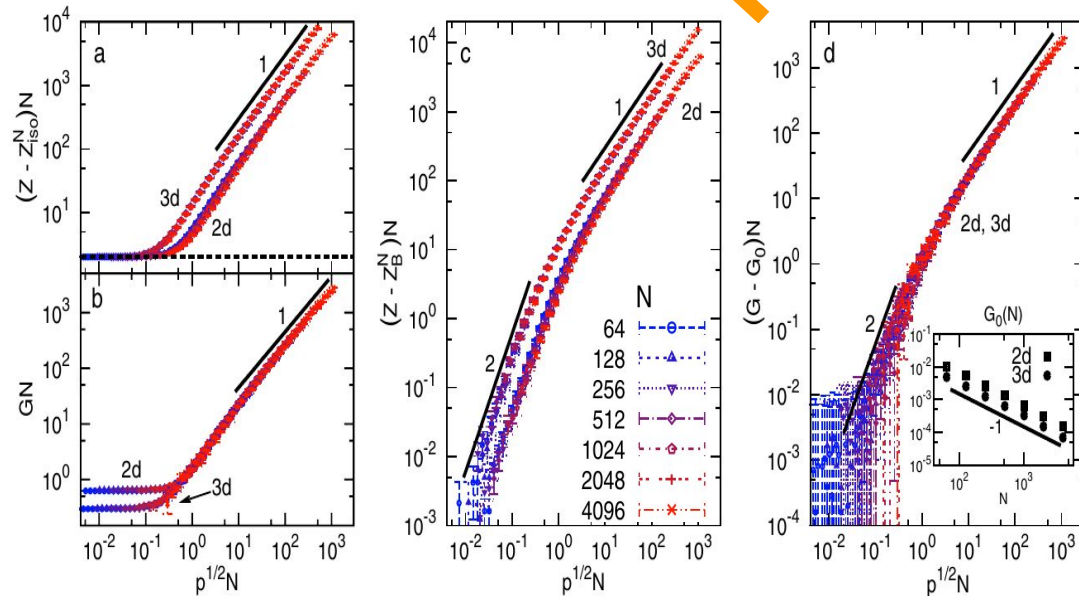 a
(Z - Z_iso^N)N
10^4
10^3
10^2
10^1
1
3d
2d
b
GN
10^2
10^1
10^0
1
2d
3d
10^-2 10^-1 10^0 10^1 10^2 10^3
p^1/2N
c
(Z - Z_B^N)N
10^4
10^3
10^2
10^1
10^0
10^-1
10^-2
10^-3
3d
1
2d
2
N
64
128
256
512
1024
2048
4096
10^-2 10^-1 10^0 10^1 10^2 10^3
p^1/2N
d
(G - G_0)N
10^3
10^2
10^1
10^0
10^-1
10^-2
10^-3
10^-4
1
2d, 3d
2
G_0(N)
10^-1
10^-2
10^-3
10^-4
10^-5
2d
3d
-1
10^2 10^3
N
10^-2 10^-1 10^0 10^1 10^2 10^3
p^1/2N